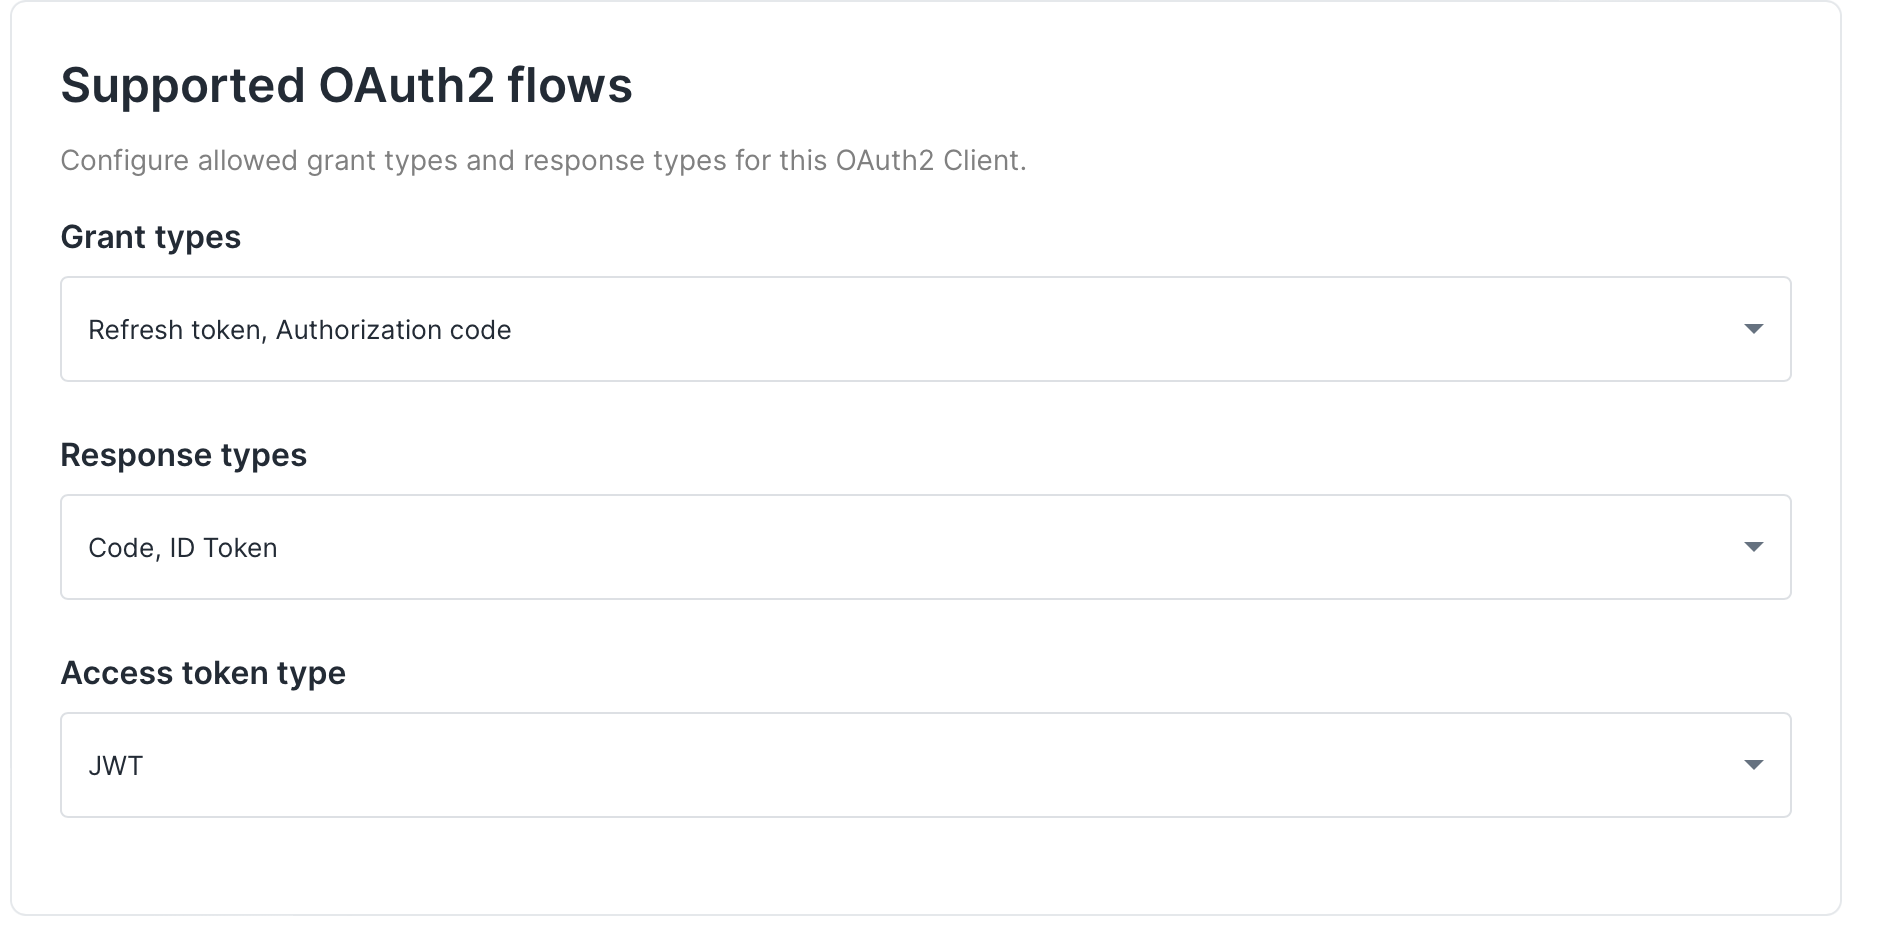 Supported OAuth2 flows
Configure allowed grant types and response types for this OAuth2 Client.
Grant types
Refresh token, Authorization code
Response types
Code, ID Token
Access token type
JWT